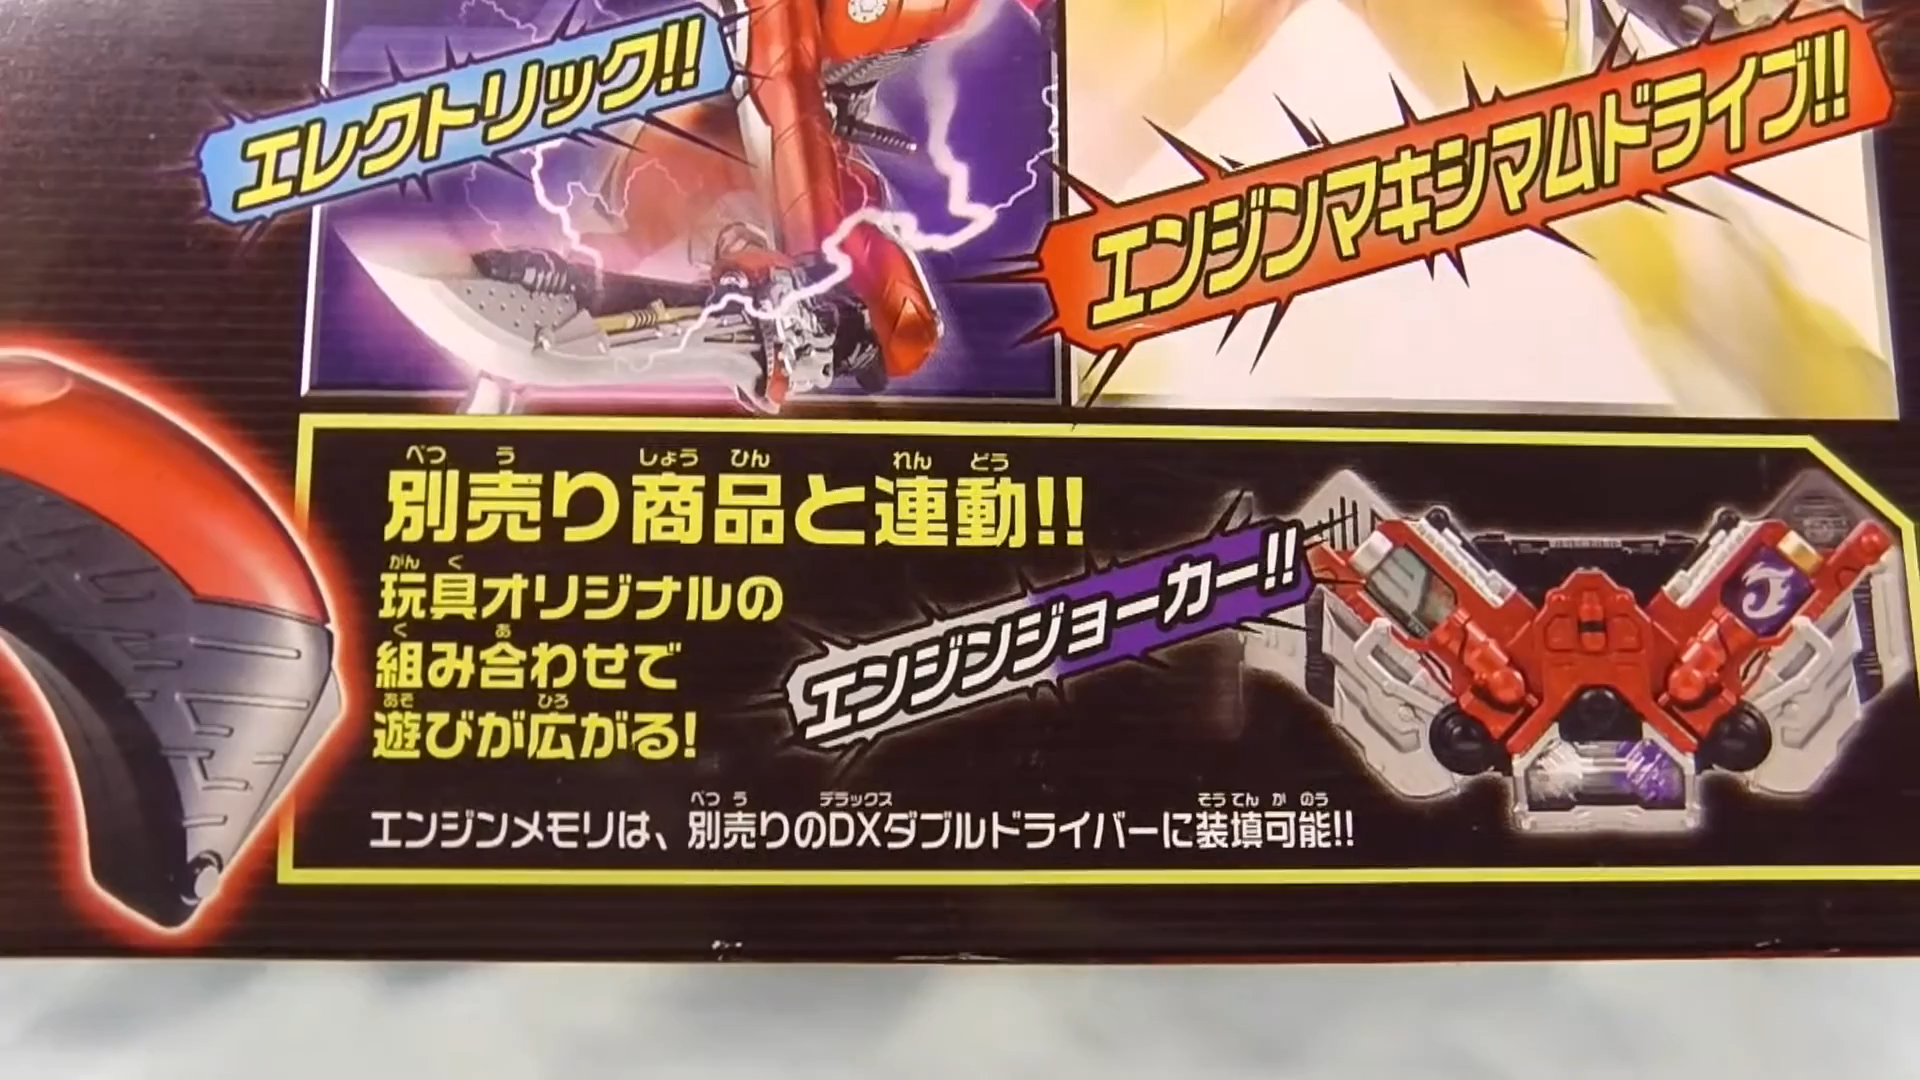 エレクトリック!!
エンジンマキシマムドライブ!!
べつ う しょう ひん れん どう
別売り商品と連動!!
がん ぐ
玩具オリジナルの
く あ
組み合わせで
あそ ひろ
遊びが広がる!
エンジンジョーカー!!
べつ う デラックス そうてん か のう
エンジンメモリは、別売りのDXダブルドライバーに装填可能!!